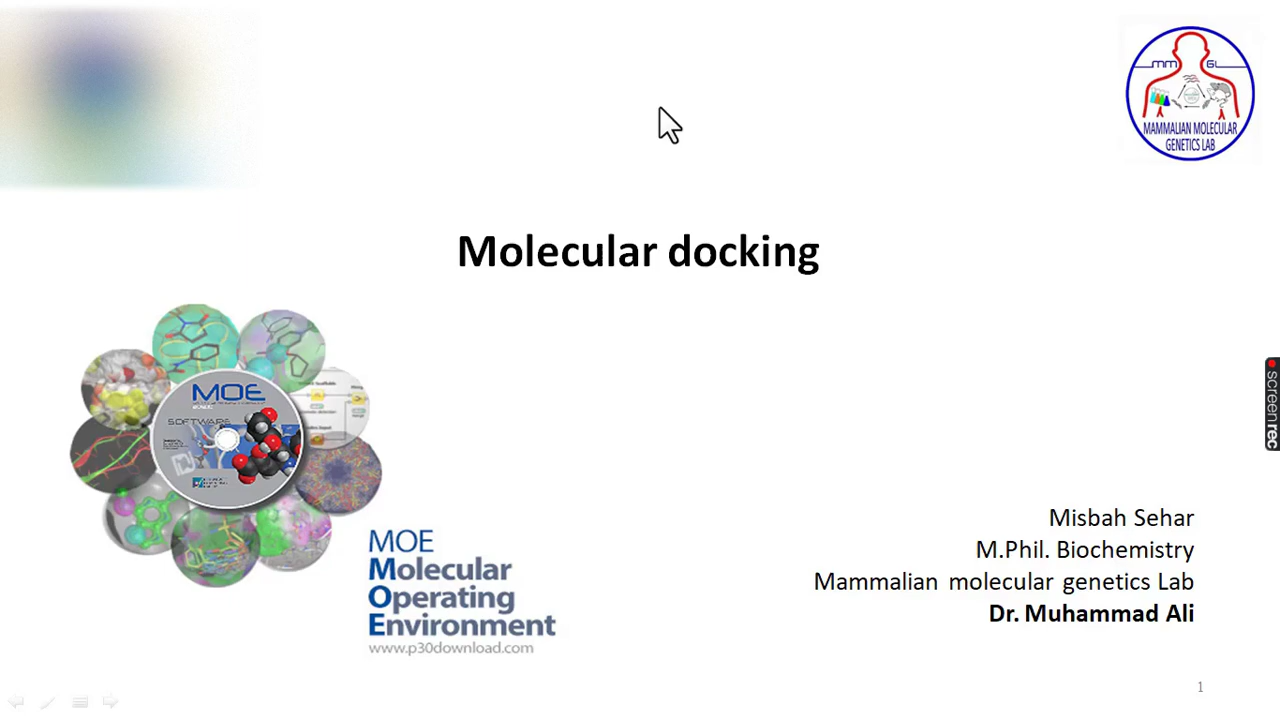 MM GL
MAMMALIAN MOLECULAR
GENETICS LAB
Molecular docking
MOE
SOFTWARE
MOE
Molecular
Operating
Environment
www.p30download.com
Misbah Sehar
M.Phil. Biochemistry
Mammalian molecular genetics Lab
Dr. Muhammad Ali
screenrec
1